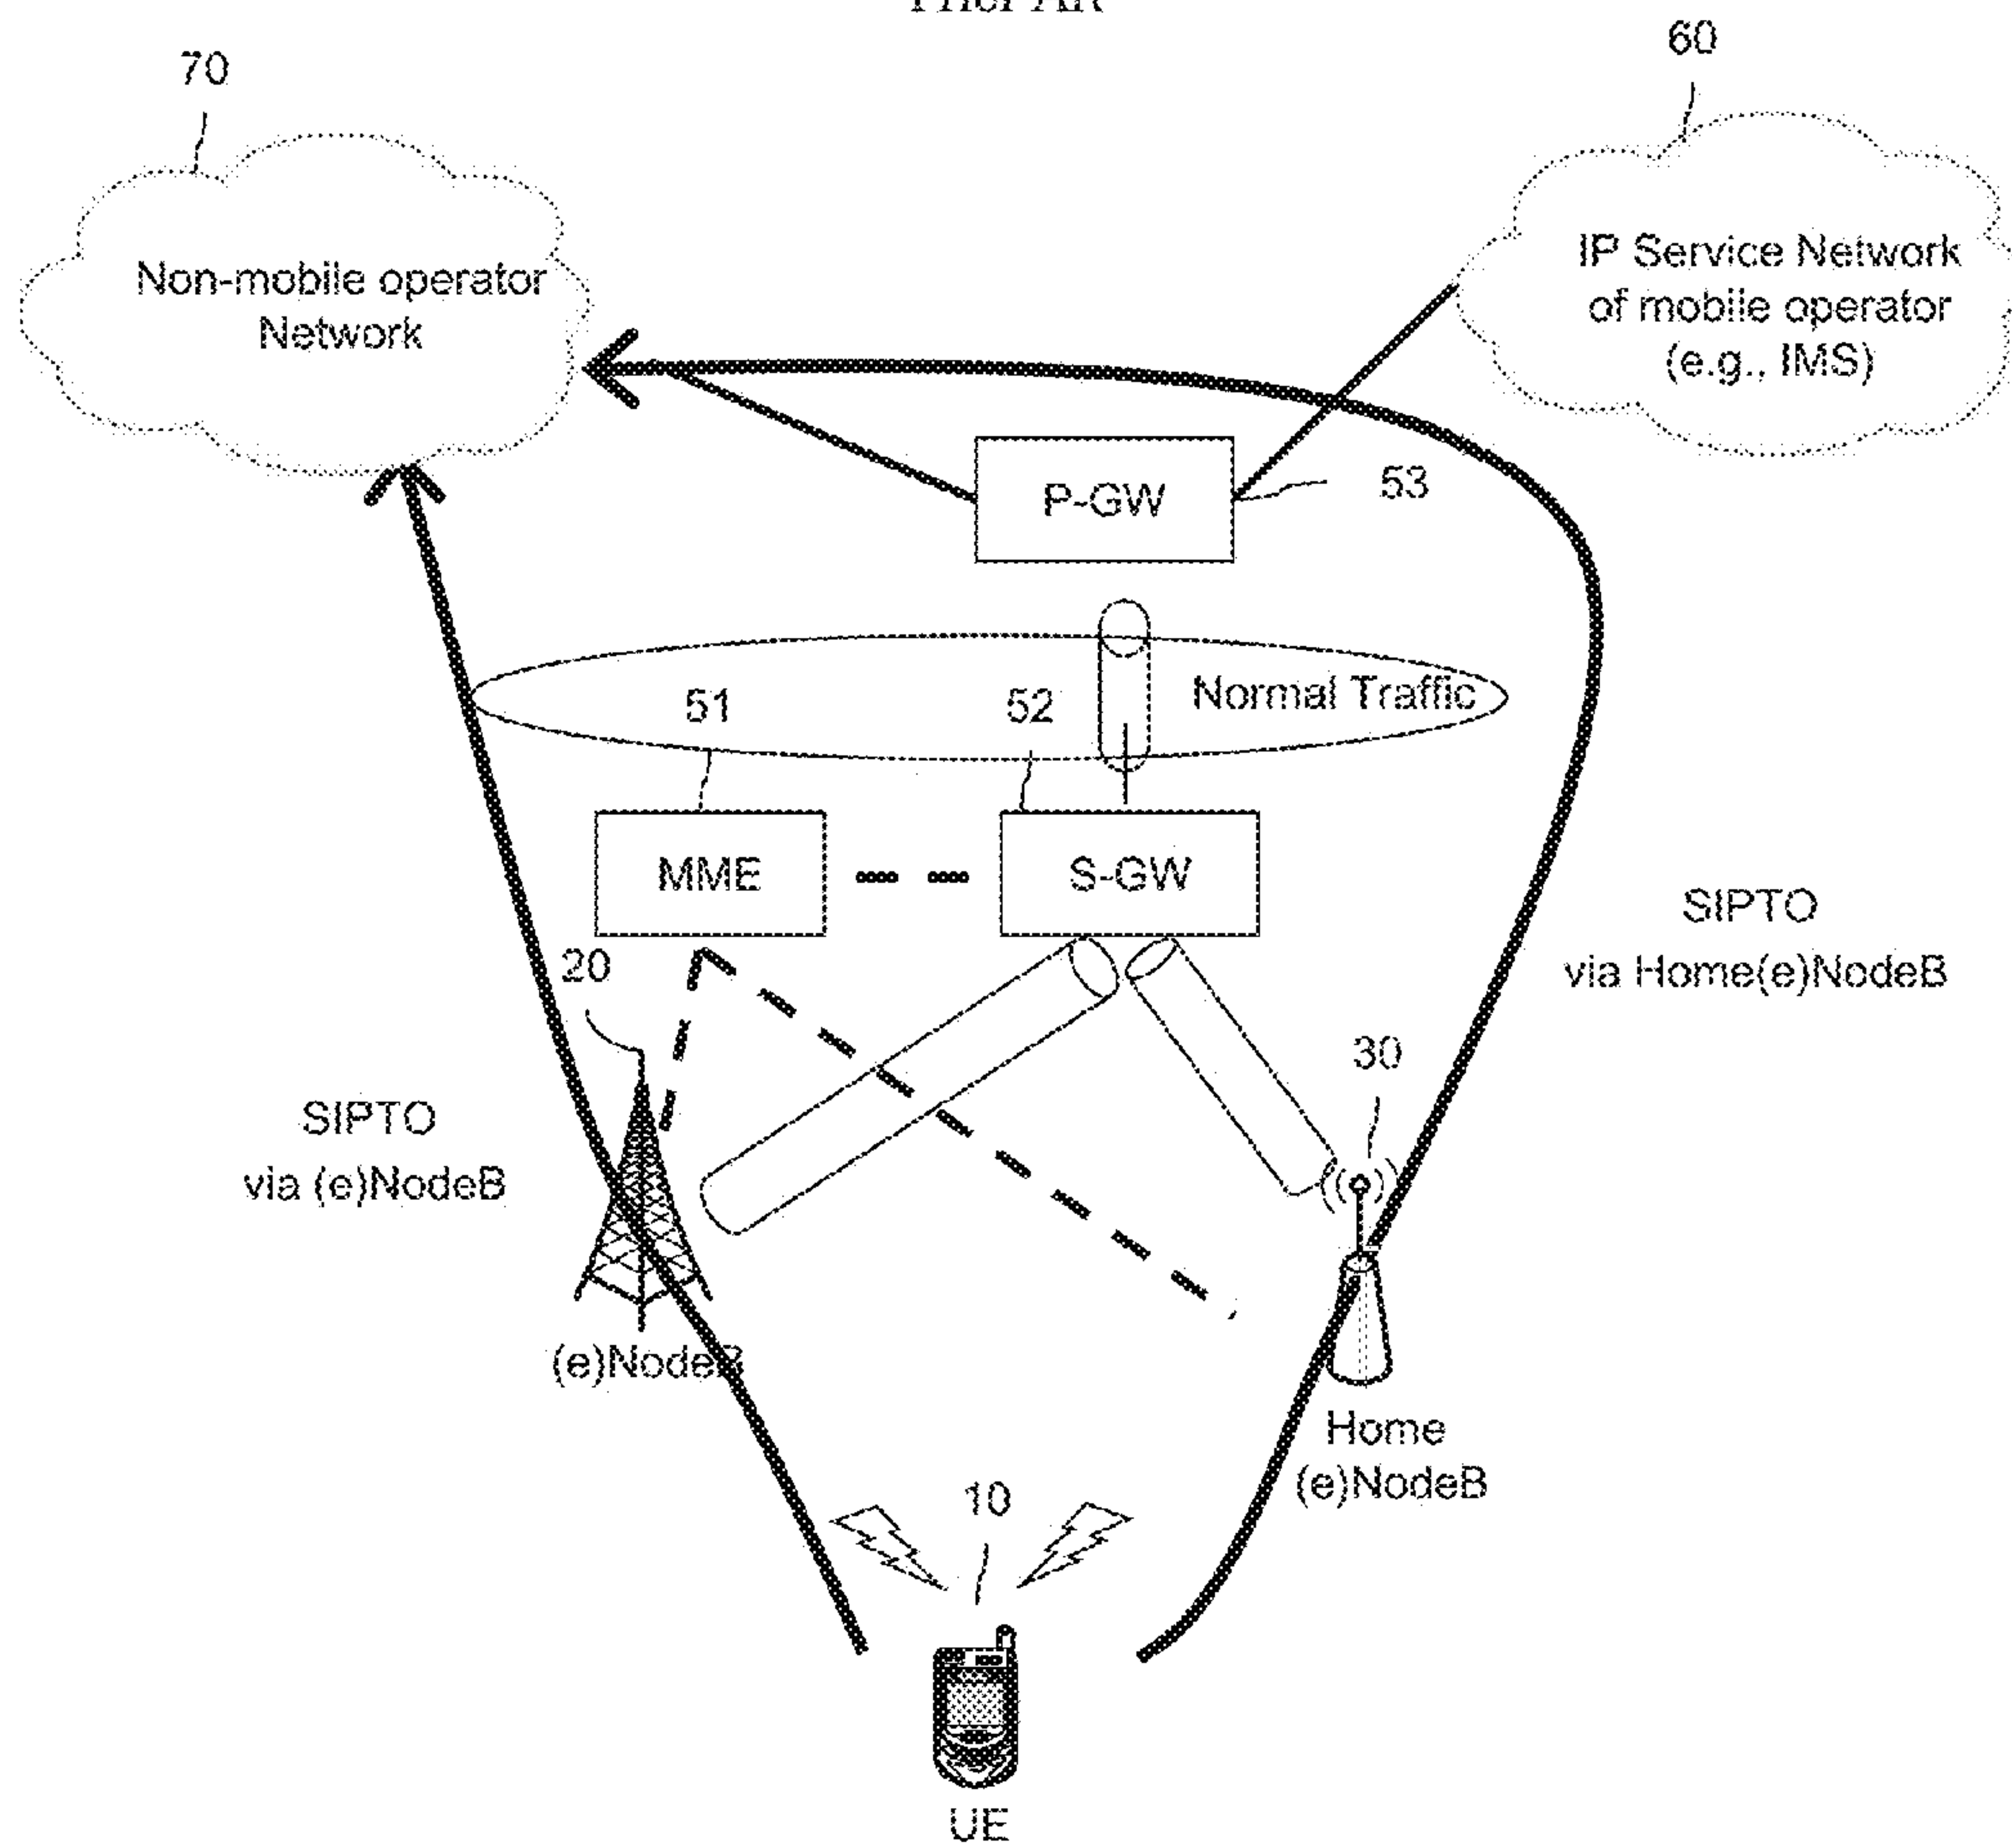 70
60
Non-mobile operator
Network
IP Service Network
of mobile operator
(e.g., IMS)
P-GW
53
51
52
Normal Traffic
MME
S-GW
20
SIPTO
via Home(e)NodeB
30
SIPTO
via (e)NodeB
(e)NodeB
Home
(e)NodeB
10
UE